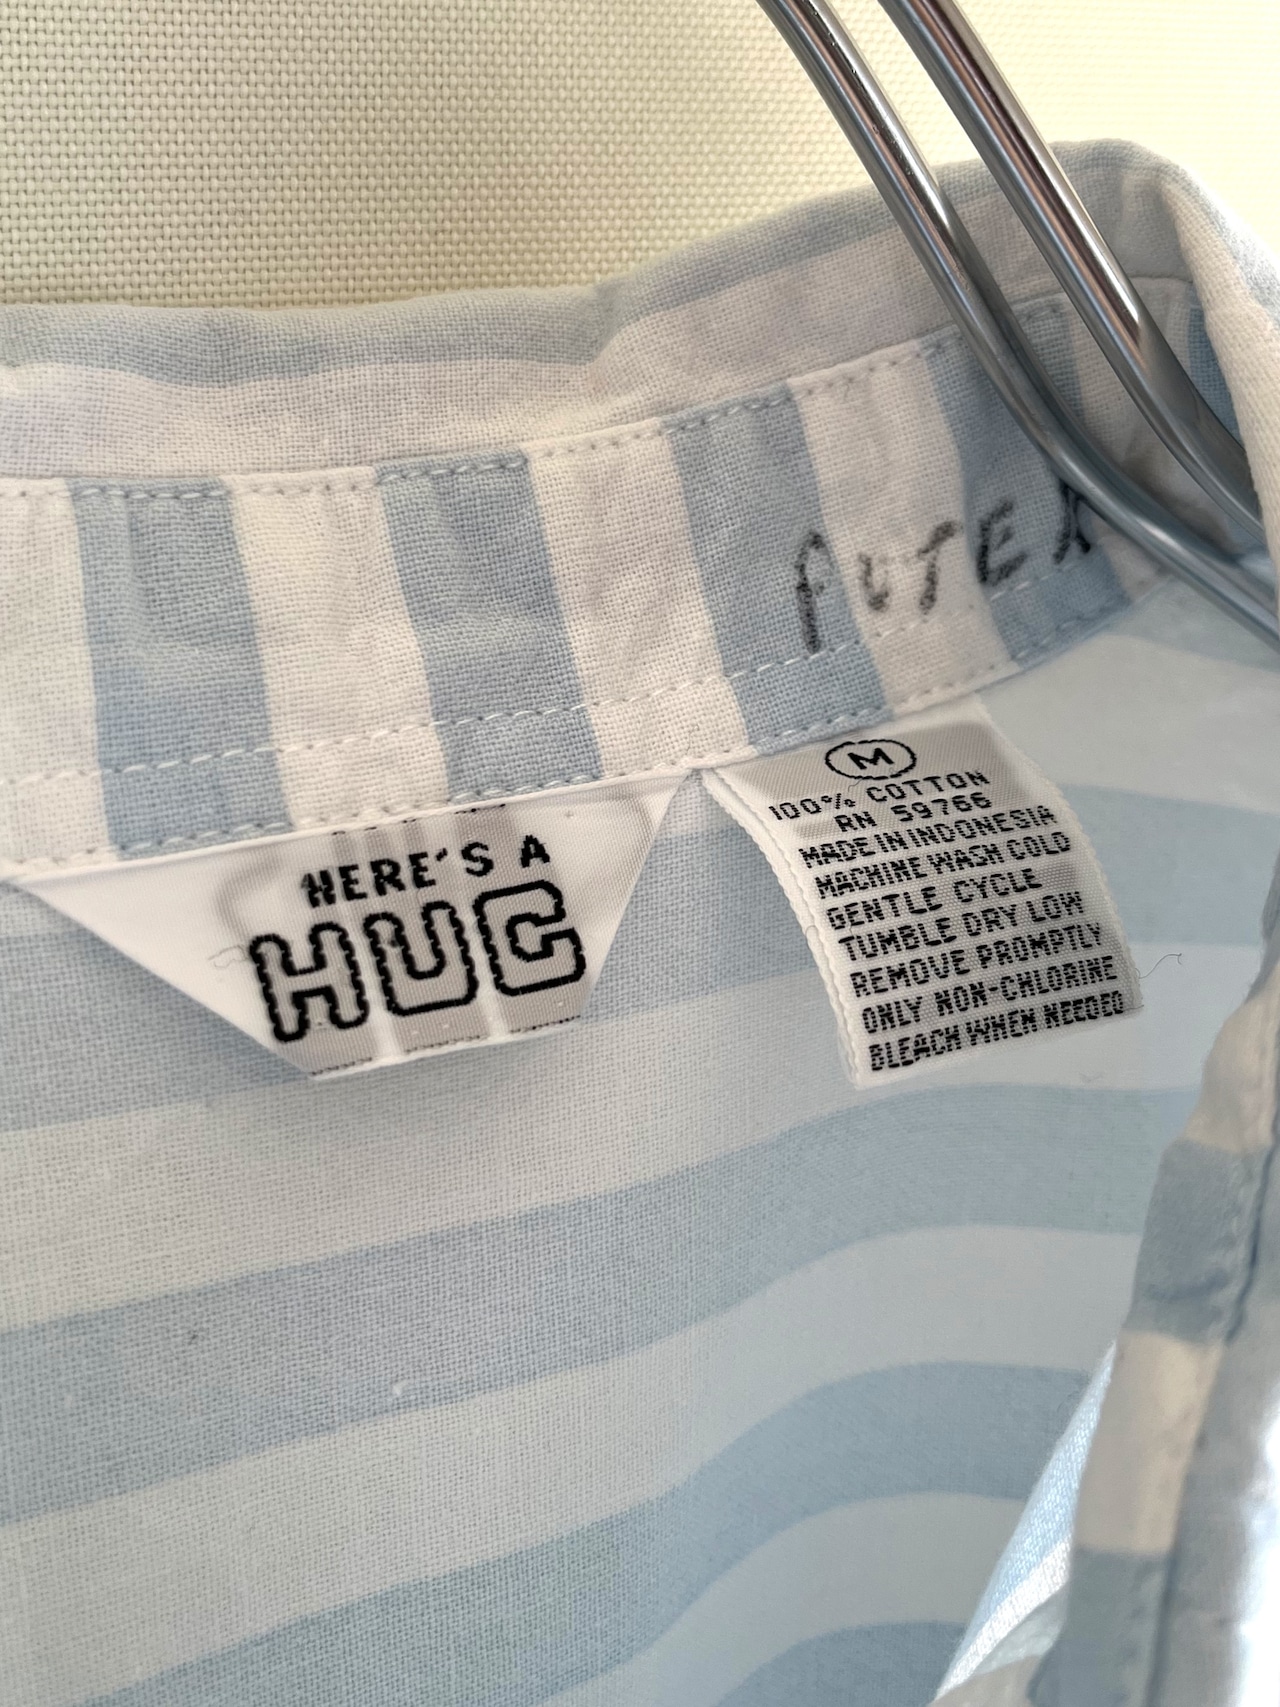 HERE'S A
HUG
M
100% COTTON
RN 59766
MADE IN INDONESIA
MACHINE WASH COLD
GENTLE CYCLE
TUMBLE DRY LOW
REMOVE PROMPTLY
ONLY NON-CHLORINE
BLEACH WHEN NEEDED